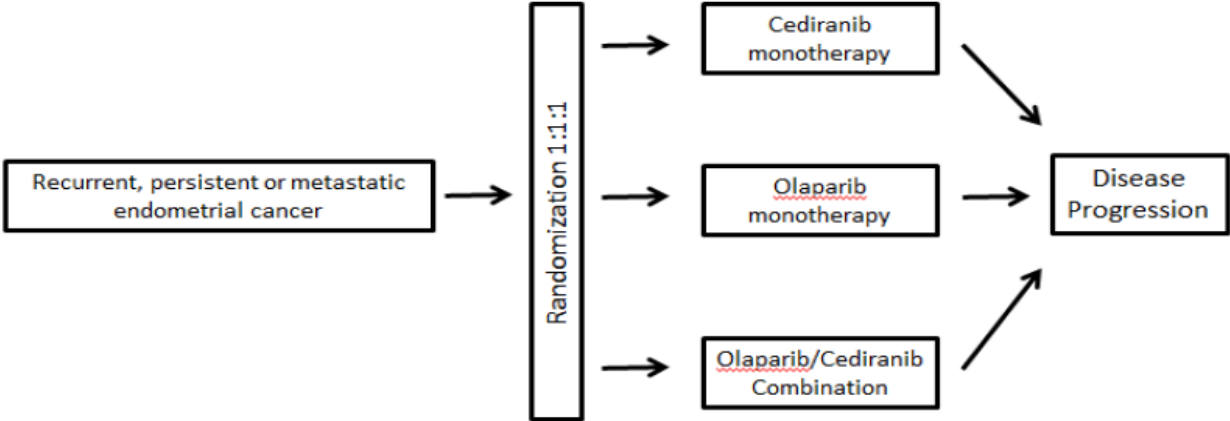 Recurrent, persistent or metastatic
endometrial cancer
Randomization 1:1:1
Cediranib
monotherapy
Olaparib
monotherapy
Olaparib/Cediranib
Combination
Disease
Progression